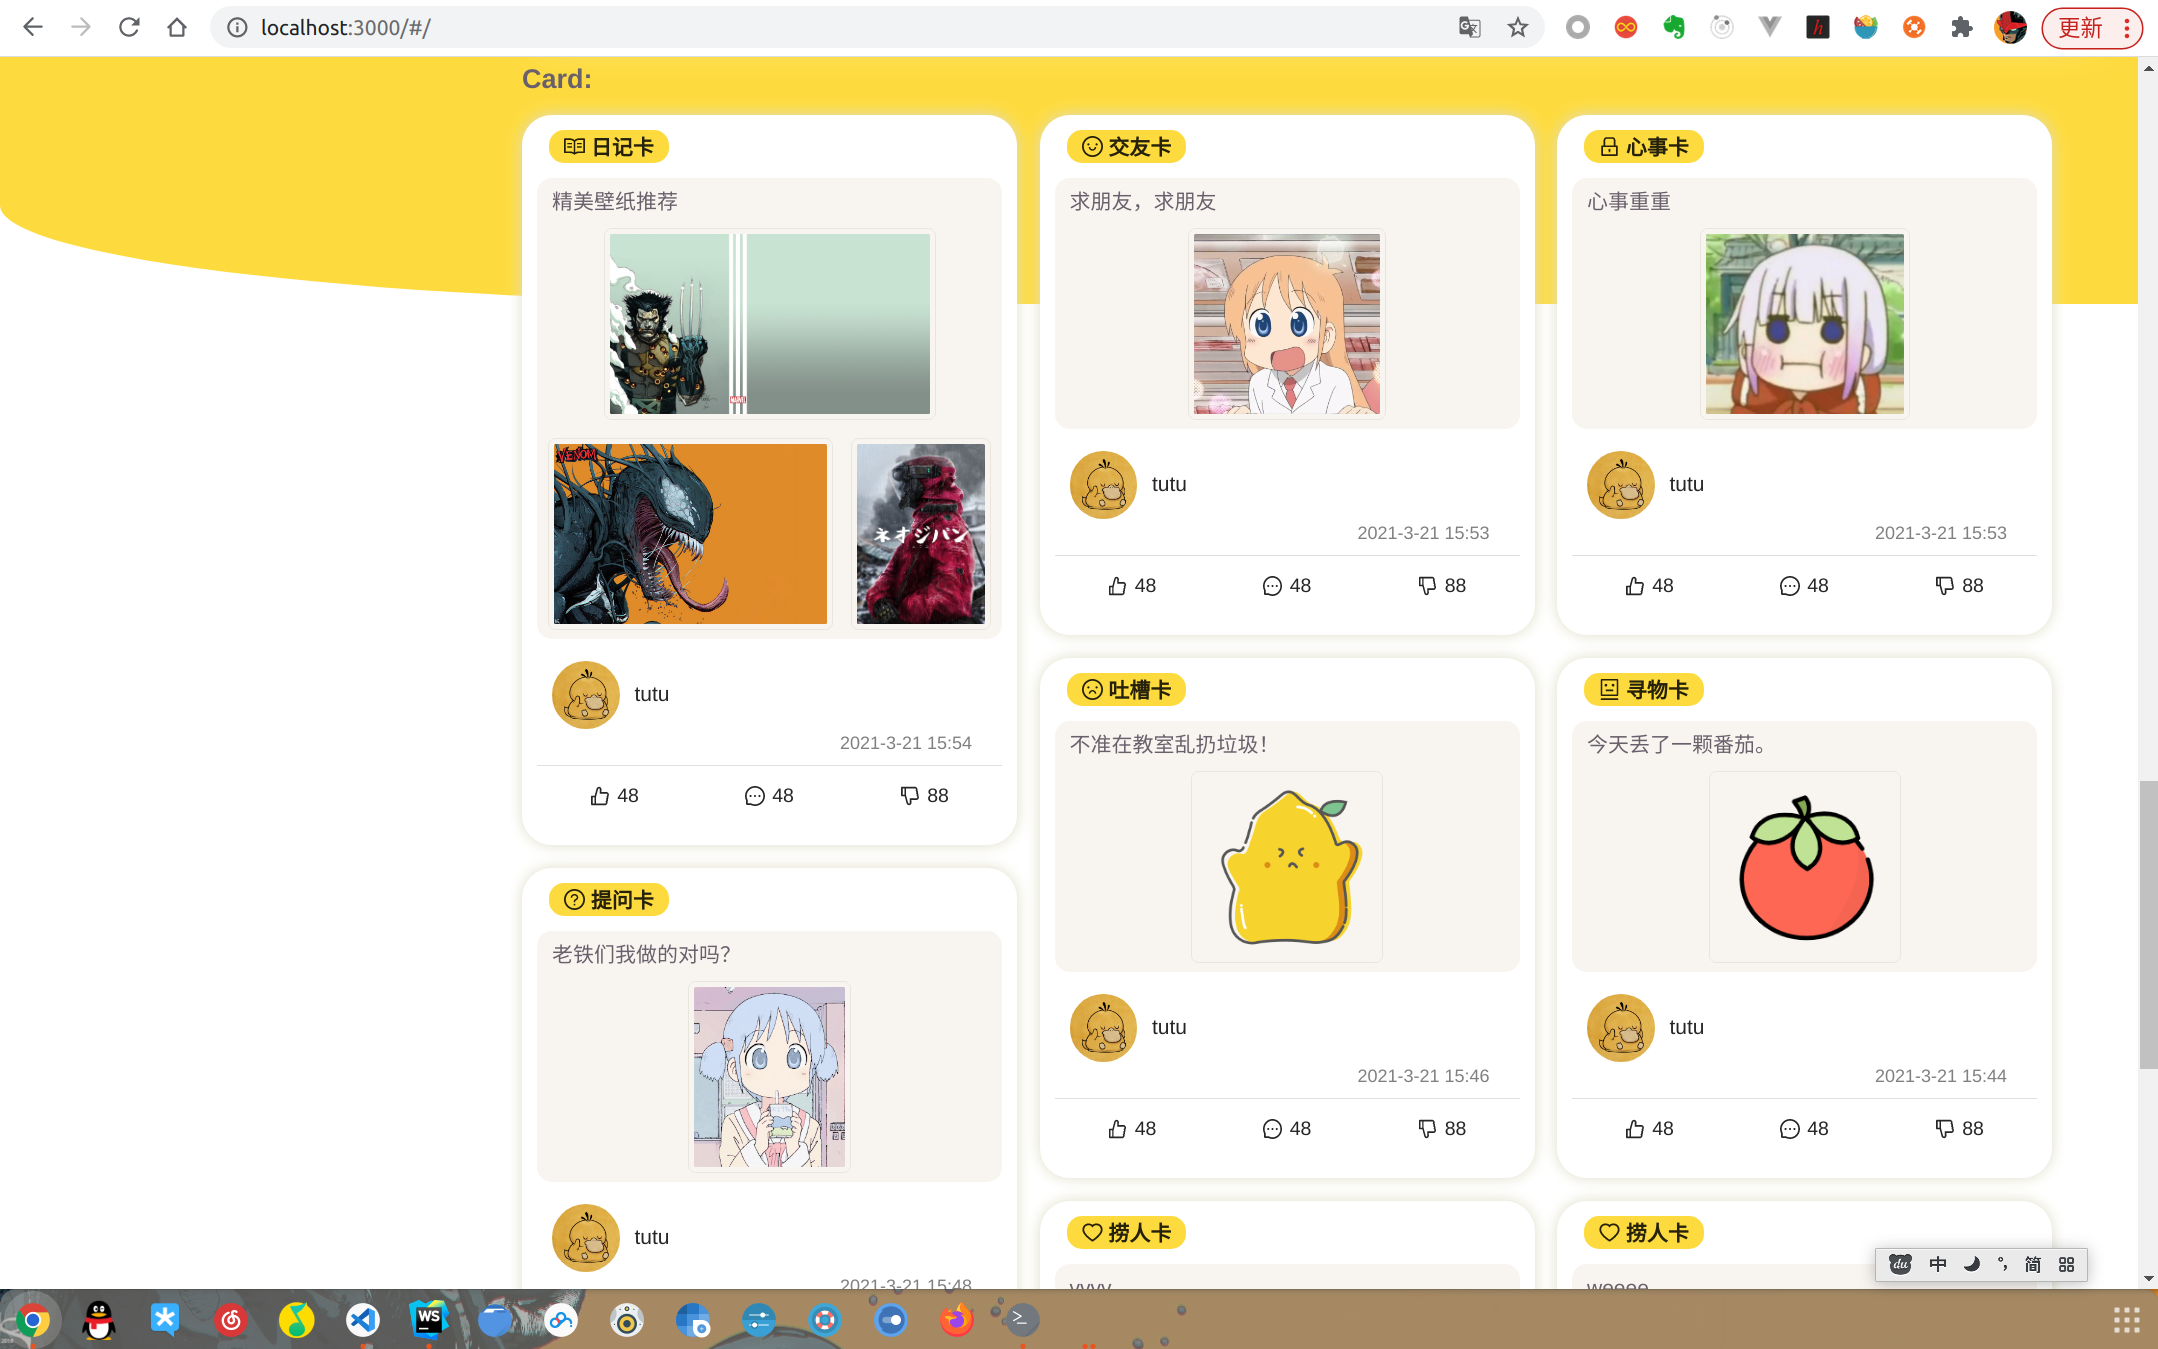 localhost:3000/#/
更新
Card:
日记卡
精美壁纸推荐
MARVEL
VENOM
ネオジパン
tutu
2021-3-21 15:54
48
48
88
提问卡
老铁们我做的对吗?
tutu
2021-3-21 15:48
交友卡
求朋友，求朋友
tutu
2021-3-21 15:53
48
48
88
吐槽卡
不准在教室乱扔垃圾！
tutu
2021-3-21 15:46
48
48
88
捞人卡
vvvv
心事卡
心事重重
tutu
2021-3-21 15:53
48
48
88
寻物卡
今天丢了一颗番茄。
tutu
2021-3-21 15:44
48
48
88
捞人卡
weeee
du 中 °, 简
WS